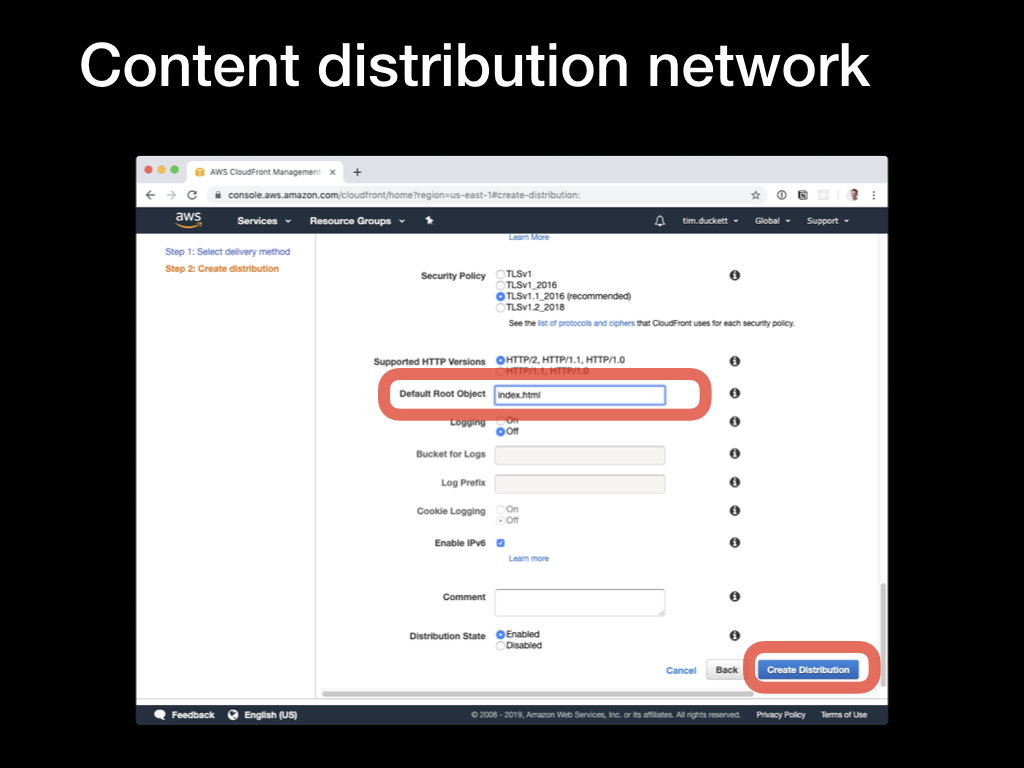 Content distribution network
AWS CloudFront Management
console.aws.amazon.com/cloudfront/home?region=us-east-1#create-distribution:
aws Services Resource Groups tim.duckett Global Support
Step 1: Select delivery method
Step 2: Create distribution
Learn More
Security Policy
TLSv1
TLSv1_2016
TLSv1.1_2016 (recommended)
TLSv1.2_2018
See the list of protocols and ciphers that CloudFront uses for each security policy.
Supported HTTP Versions
HTTP/2, HTTP/1.1, HTTP/1.0
HTTP/1.1, HTTP/1.0
Default Root Object index.html
Logging
On
Off
Bucket for Logs
Log Prefix
Cookie Logging
On
Off
Enable IPv6
Learn more
Comment
Distribution State
Enabled
Disabled
Cancel Back Create Distribution
Feedback English (US) © 2008 - 2019, Amazon Web Services, Inc. or its affiliates. All rights reserved. Privacy Policy Terms of Use